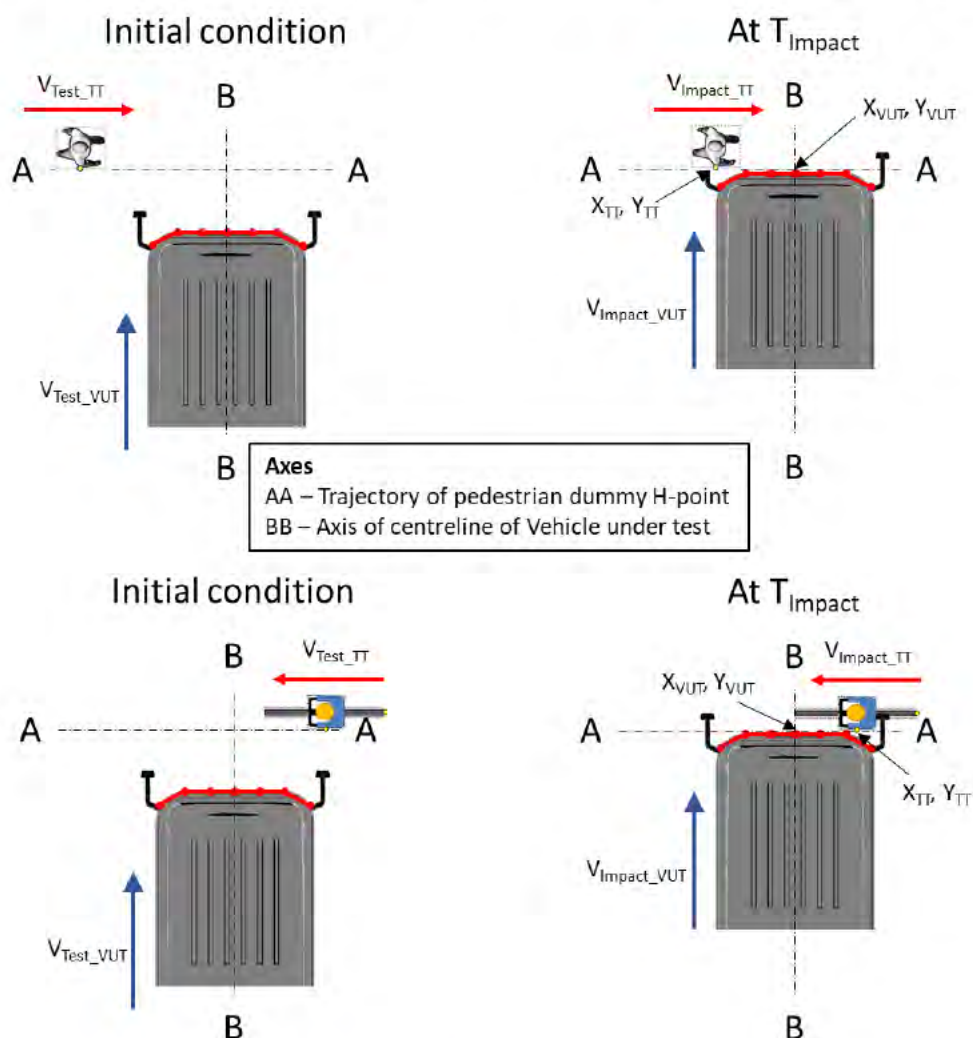 Initial condition
At TImpact
VTest_TT
B
VImpact_TT
B
XVUT, YVUT
A
A
A
A
XTT, YTT
VTest_VUT
VImpact_VUT
B
B
Axes
AA – Trajectory of pedestrian dummy H-point
BB – Axis of centreline of Vehicle under test
Initial condition
At TImpact
B
VTest_TT
B
VImpact_TT
XVUT, YVUT
A
A
A
A
XTT, YTT
VTest_VUT
VImpact_VUT
B
B